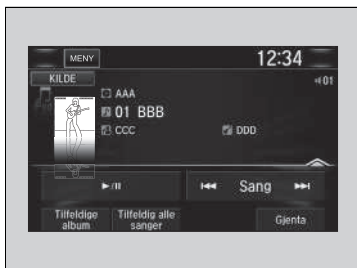 MENY
12:34
KILDE
01
AAA
01 BBB
CCC
DDD
Sang
Tilfeldige
album
Tilfeldig alle
sanger
Gjenta